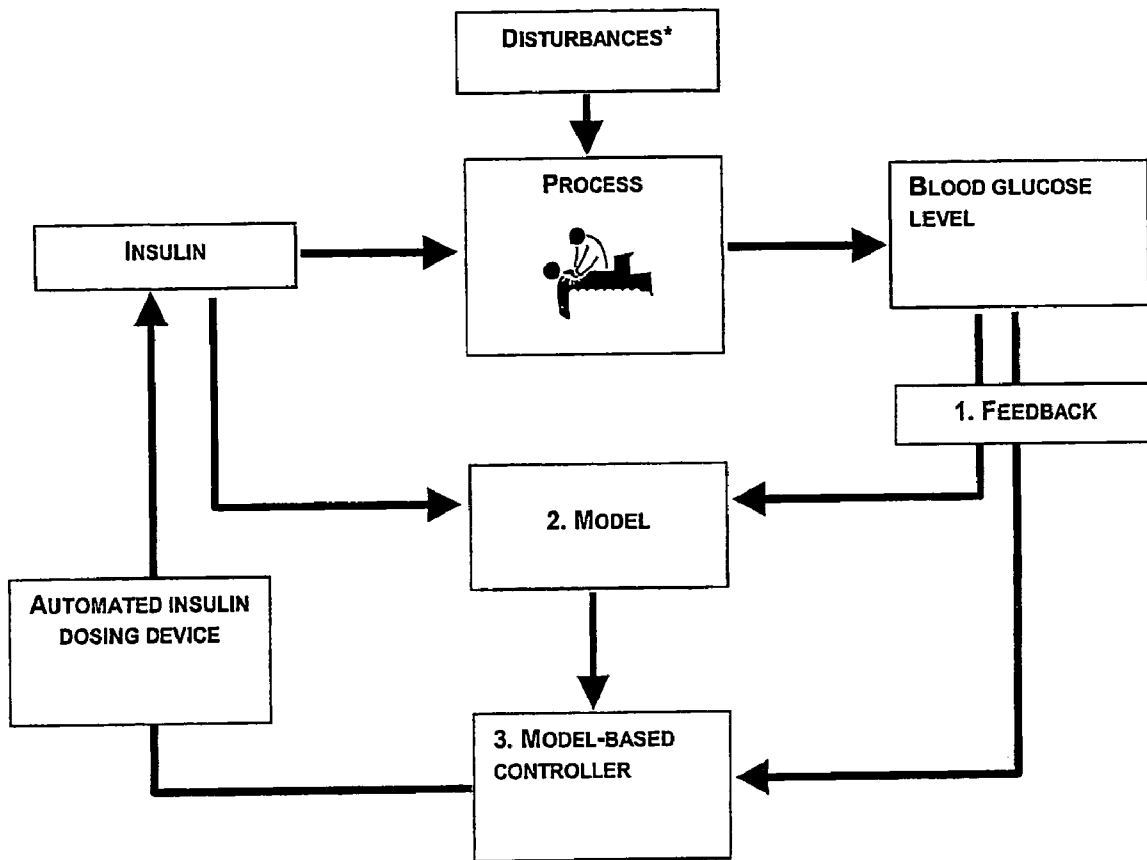 DISTURBANCES*
PROCESS
BLOOD GLUCOSE
LEVEL
INSULIN
1. FEEDBACK
2. MODEL
AUTOMATED INSULIN
DOSING DEVICE
3. MODEL-BASED
CONTROLLER